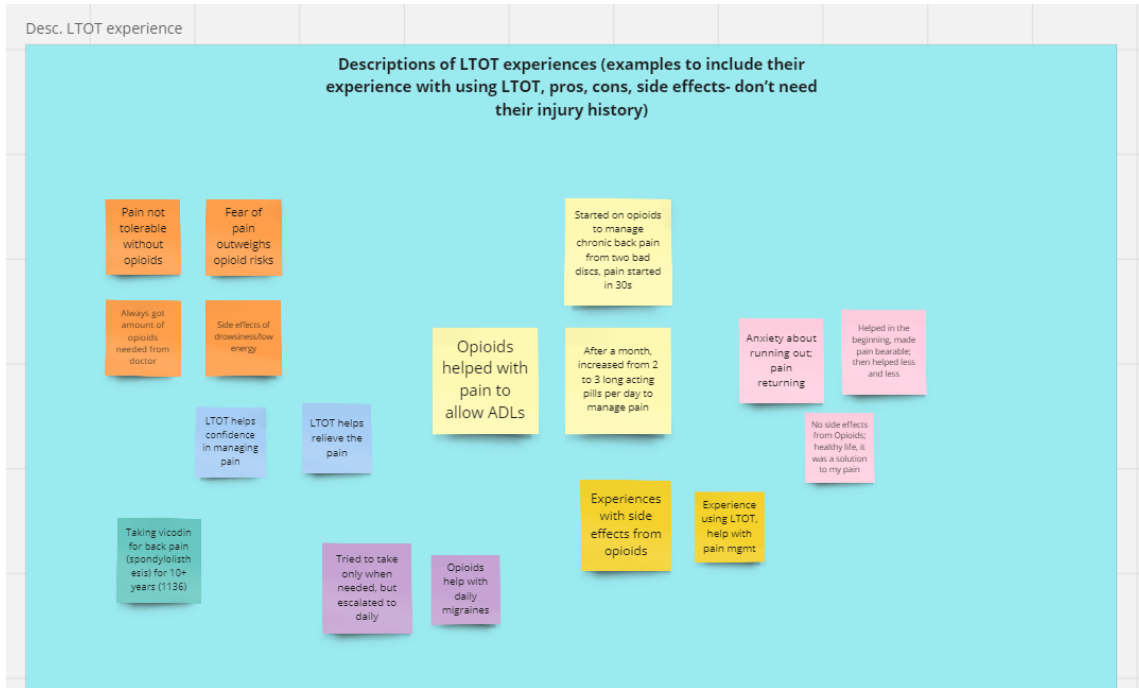 Desc. LTOT experience
Descriptions of LTOT experiences (examples to include their
experience with using LTOT, pros, cons, side effects- don't need
their injury history)
Pain not
tolerable
without
opioids
Fear of
pain
outweighs
opioid risks
Always got
amount of
opioids
needed from
doctor
Side effects of
drowsiness/low
energy
LTOT helps
confidence
in managing
pain
LTOT helps
relieve the
pain
Taking vicodin
for back pain
(spondylolisth
esis) for 10+
years (1136)
Tried to take
only when
needed, but
escalated to
daily
Opioids
help with
daily
migraines
Started on opioids
to manage
chronic back pain
from two bad
discs, pain started
in 30s
Opioids
helped with
pain to
allow ADLs
After a month,
increased from 2
to 3 long acting
pills per day to
manage pain
Experiences
with side
effects from
opioids
Experience
using LTOT,
help with
pain mgmt
Anxiety about
running out;
pain
returning
Helped in the
beginning, made
pain bearable;
then helped less
and less
No side effects
from Opioids;
healthy life, it
was a solution
to my pain